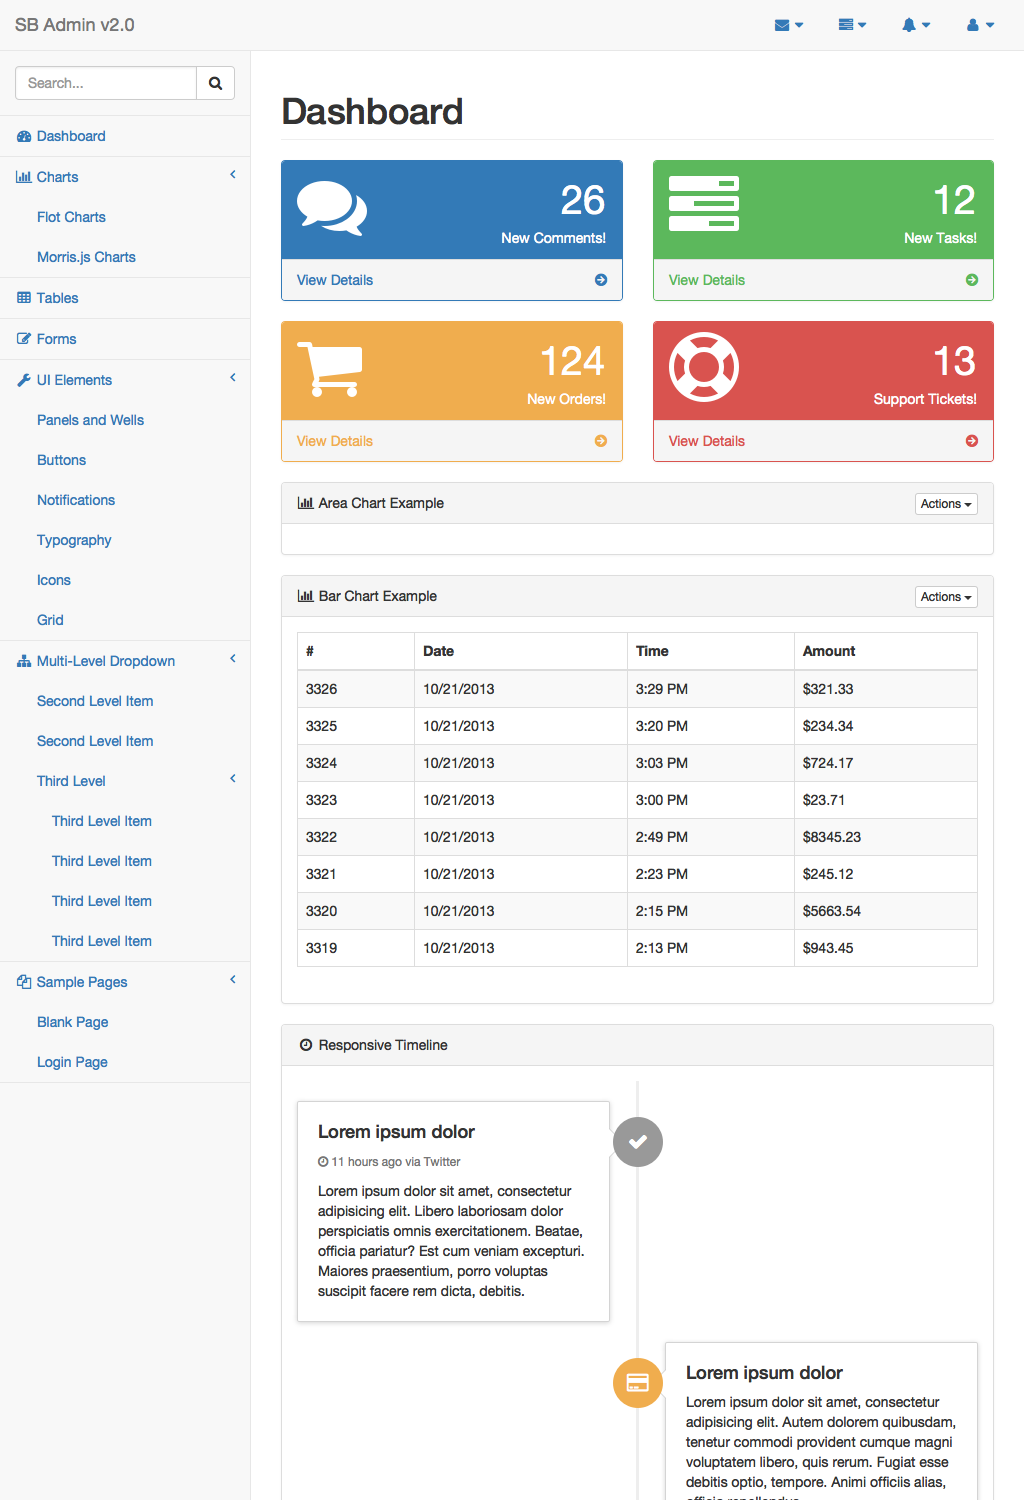 SB Admin v2.0
Search...
Dashboard
Charts
Flot Charts
Morris.js Charts
Tables
Forms
UI Elements
Panels and Wells
Buttons
Notifications
Typography
Icons
Grid
Multi-Level Dropdown
Second Level Item
Second Level Item
Third Level
Third Level Item
Third Level Item
Third Level Item
Third Level Item
Sample Pages
Blank Page
Login Page
Dashboard
26
New Comments!
View Details
12
New Tasks!
View Details
124
New Orders!
View Details
13
Support Tickets!
View Details
Area Chart Example
Actions
Bar Chart Example
Actions
# Date Time Amount
3326 10/21/2013 3:29 PM $321.33
3325 10/21/2013 3:20 PM $234.34
3324 10/21/2013 3:03 PM $724.17
3323 10/21/2013 3:00 PM $23.71
3322 10/21/2013 2:49 PM $8345.23
3321 10/21/2013 2:23 PM $245.12
3320 10/21/2013 2:15 PM $5663.54
3319 10/21/2013 2:13 PM $943.45
Responsive Timeline
Lorem ipsum dolor
11 hours ago via Twitter
Lorem ipsum dolor sit amet, consectetur
adipisicing elit. Libero laboriosam dolor
perspiciatis omnis exercitationem. Beatae,
officia pariatur? Est cum veniam excepturi.
Maiores praesentium, porro voluptas
suscipit facere rem dicta, debitis.
Lorem ipsum dolor
Lorem ipsum dolor sit amet, consectetur
adipisicing elit. Autem dolorem quibusdam,
tenetur commodi provident cumque magni
voluptatem libero, quis rerum. Fugiat esse
debitis optio, tempore. Animi officiis alias,